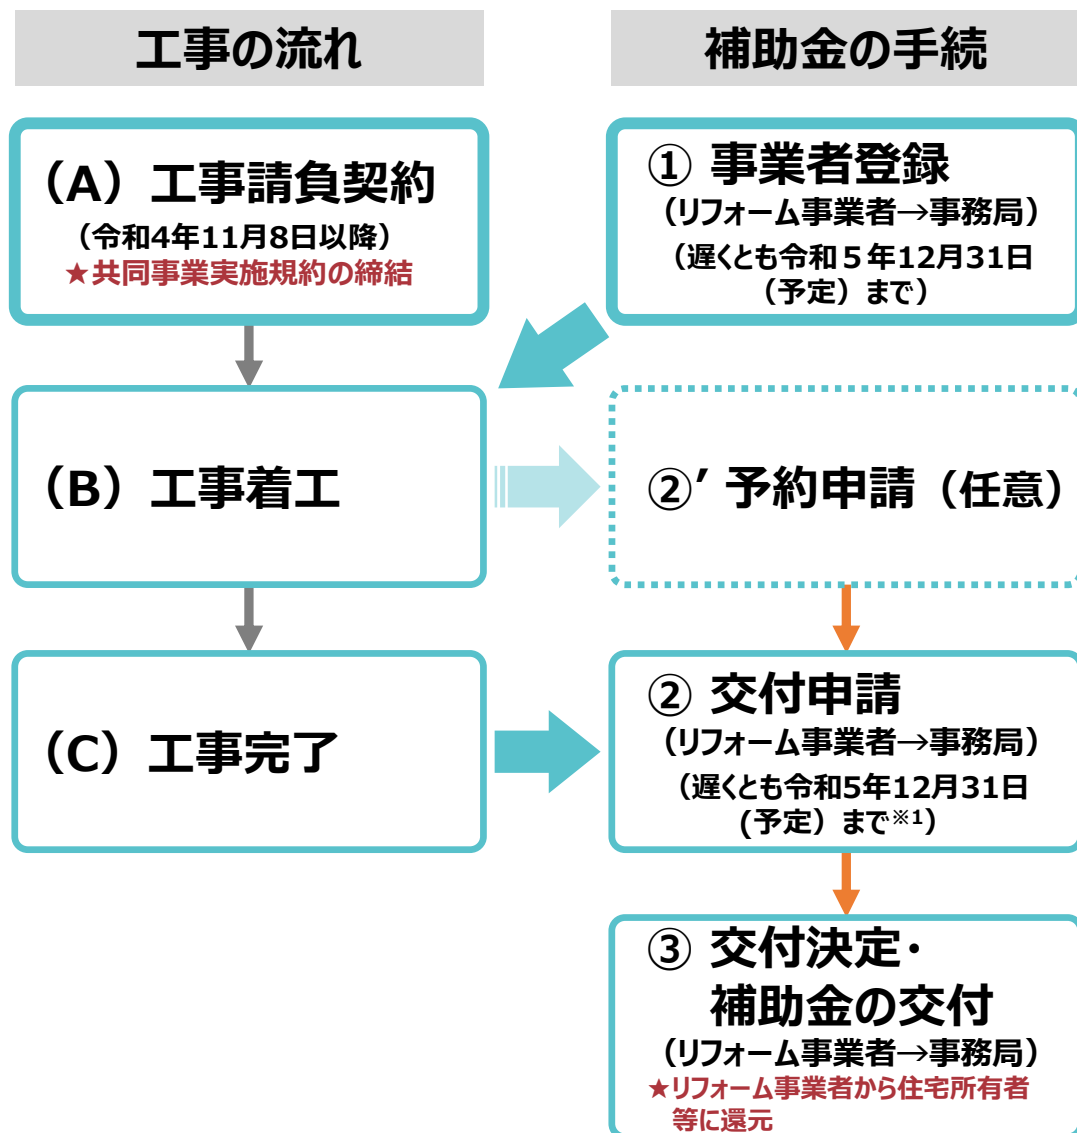 工事の流れ
補助金の手続
（A）工事請負契約
（令和4年11月8日以降）
★共同事業実施規約の締結
① 事業者登録
（リフォーム事業者→事務局）
（遅くとも令和５年12月31日
（予定）まで）
（B）工事着工
②’ 予約申請（任意）
（C）工事完了
② 交付申請
（リフォーム事業者→事務局）
（遅くとも令和5年12月31日
(予定）まで※1）
③ 交付決定・
補助金の交付
（リフォーム事業者→事務局）
★リフォーム事業者から住宅所有者
等に還元